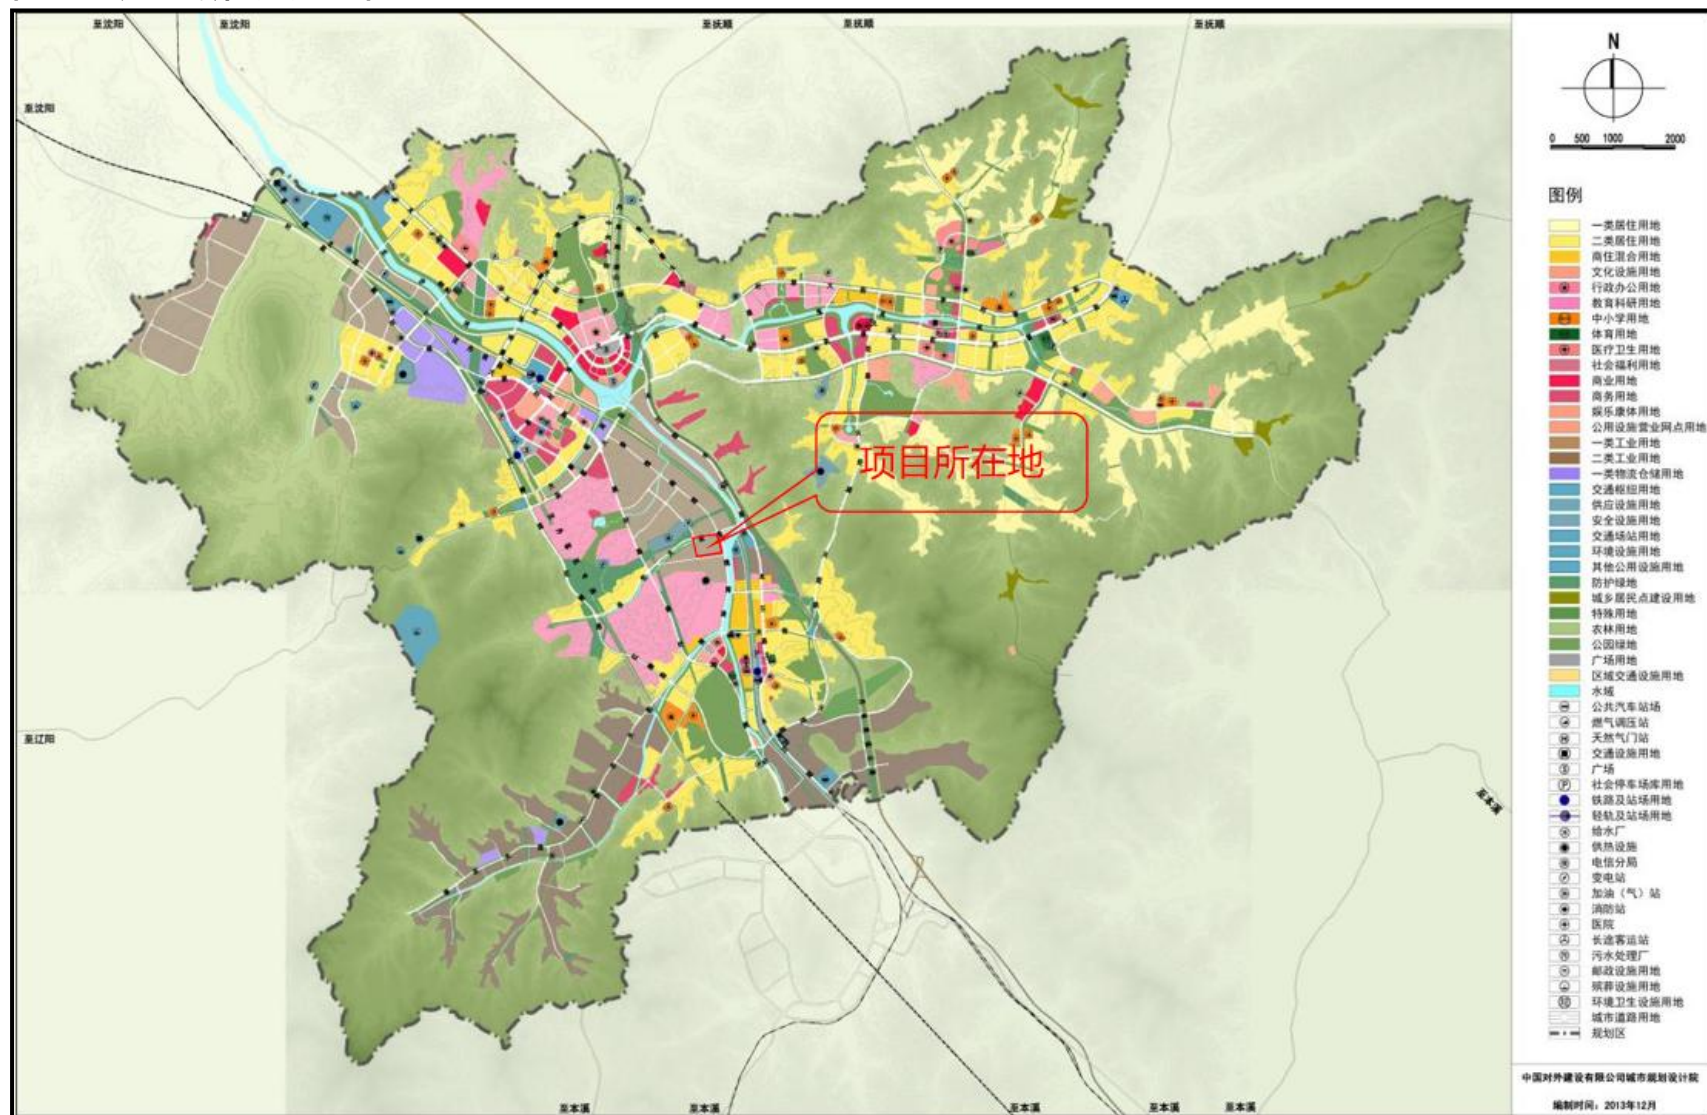 至沈阳
至沈阳
至抚顺
至抚顺
至抚顺
至沈阳
至辽阳
至本溪
至本溪
至本溪
至本溪
至本溪
至本溪
项目所在地
N
0 500 1000 2000
图例
一类居住用地
二类居住用地
商住混合用地
文化设施用地
行政办公用地
教育科研用地
中小学用地
体育用地
医疗卫生用地
社会福利用地
商业用地
商务用地
娱乐康体用地
公用设施营业网点用地
一类工业用地
二类工业用地
一类物流仓储用地
交通枢纽用地
供应设施用地
安全设施用地
交通场站用地
环境设施用地
其他公用设施用地
防护绿地
城乡居民点建设用地
特殊用地
农林用地
公园绿地
广场用地
区域交通设施用地
水域
公共汽车站场
燃气调压站
天然气门站
交通设施用地
广场
社会停车场库用地
铁路及站场用地
轻轨及站场用地
给水厂
供热设施
电信分局
变电站
加油（气）站
消防站
医院
长途客运站
污水处理厂
邮政设施用地
殡葬设施用地
环境卫生设施用地
城市道路用地
规划区
中国对外建设有限公司城市规划设计院
编制时间：2013年12月